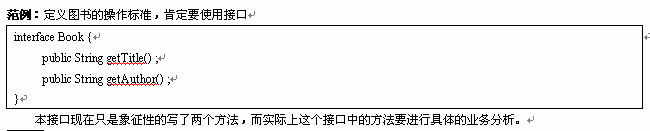 范例:定义图书的操作标准,肯定要使用接口
interface Book {
public String getTitle() ;
public String getAuthor() ;
}
本接口现在只是象征性的写了两个方法,而实际上这个接口中的方法要进行具体的业务分析。